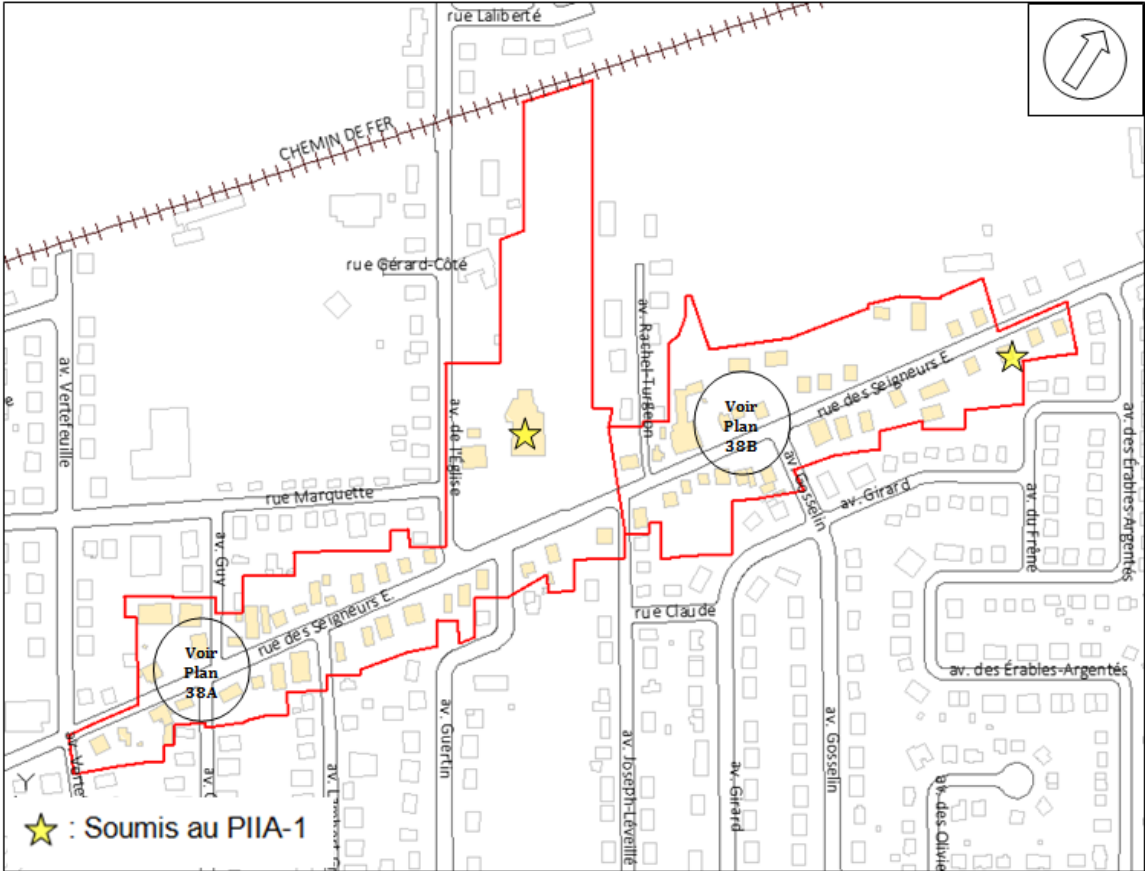 rue Laliberté
CHEMIN DE FER
rue Gérard-Côté
av. Rachel-Turgeon
av. Vertefeuille
av. de l'Église
rue des Seigneurs E.
Voir
Plan
38B
av. Gosselin
av. Girard
av. des Érables Argentés
rue Marquette
av. du Frêne
av. Guy
rue des Seigneurs E.
rue Claude
Voir
Plan
38A
av. des Érables-Argentés
av. Guertin
av. Gosselin
av. Joseph-Léveillé
av. Girard
: Soumis au PIIA-1